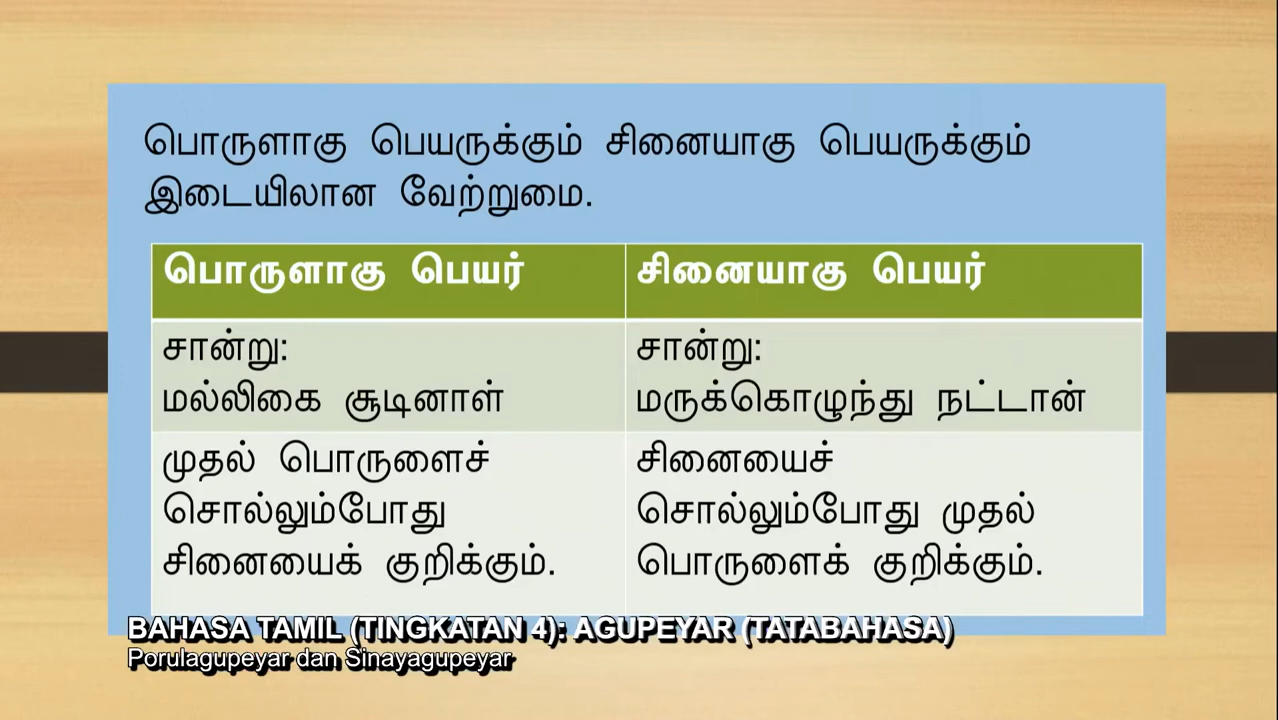 பொருளாகு பெயருக்கும் சினையாகு பெயருக்கும்
இடையிலான வேற்றுமை.
பொருளாகு பெயர்
சினையாகு பெயர்
சான்று:
மல்லிகை சூடினாள்
சான்று:
மருக்கொழுந்து நட்டான்
முதல் பொருளைச்
சொல்லும்போது
சினையைக் குறிக்கும்.
சினையைச்
சொல்லும்போது முதல்
பொருளைக் குறிக்கும்.
BAHASA TAMIL (TINGKATAN 4): AGUPEYAR (TATABAHASA)
Porulagupeyar dan Sinayagupeyar